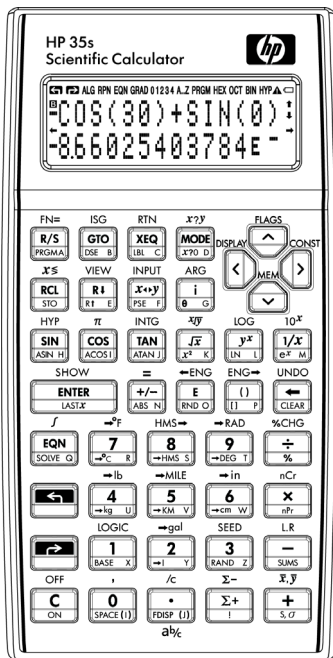 HP 35s
Scientific Calculator
hp
ALG RPN EQN GRAD 01234 A..Z PRGM HEX OCT BIN HYP
B
-COS(30)+SIN(0)
-8.66025403784E-
FN= ISG RTN x?y FLAGS
R/S GTO XEQ MODE DISPLAY CONST
PRGM A DSE B LBL C x?0 D MEM
x≶ VIEW INPUT ARG
RCL R↓ x↔y i
STO R↑ E PSE F θ G
HYP π INTG x√y LOG 10^x
SIN COS TAN √x y^x 1/x
ASIN H ACOS I ATAN J x² K LN L e^x M
SHOW = ←ENG ENG→ UNDO
ENTER +/- E () ←
LAST x ABS N RND O [] P CLEAR
∫ →°F HMS→ →RAD %CHG
EQN 7 8 9 ÷
SOLVE Q →°C R →HMS S →DEG T %
→lb →MILE →in nCr
4 5 6 ×
→kg U →KM V →cm W nPr
LOGIC →gal SEED L.R
1 2 3 −
BASE X →l Y RAND Z SUMS
OFF , /c Σ− x̄,ȳ
C 0 · Σ+ +
ON SPACE (I) FDISP (J) ! S,σ
ab/c